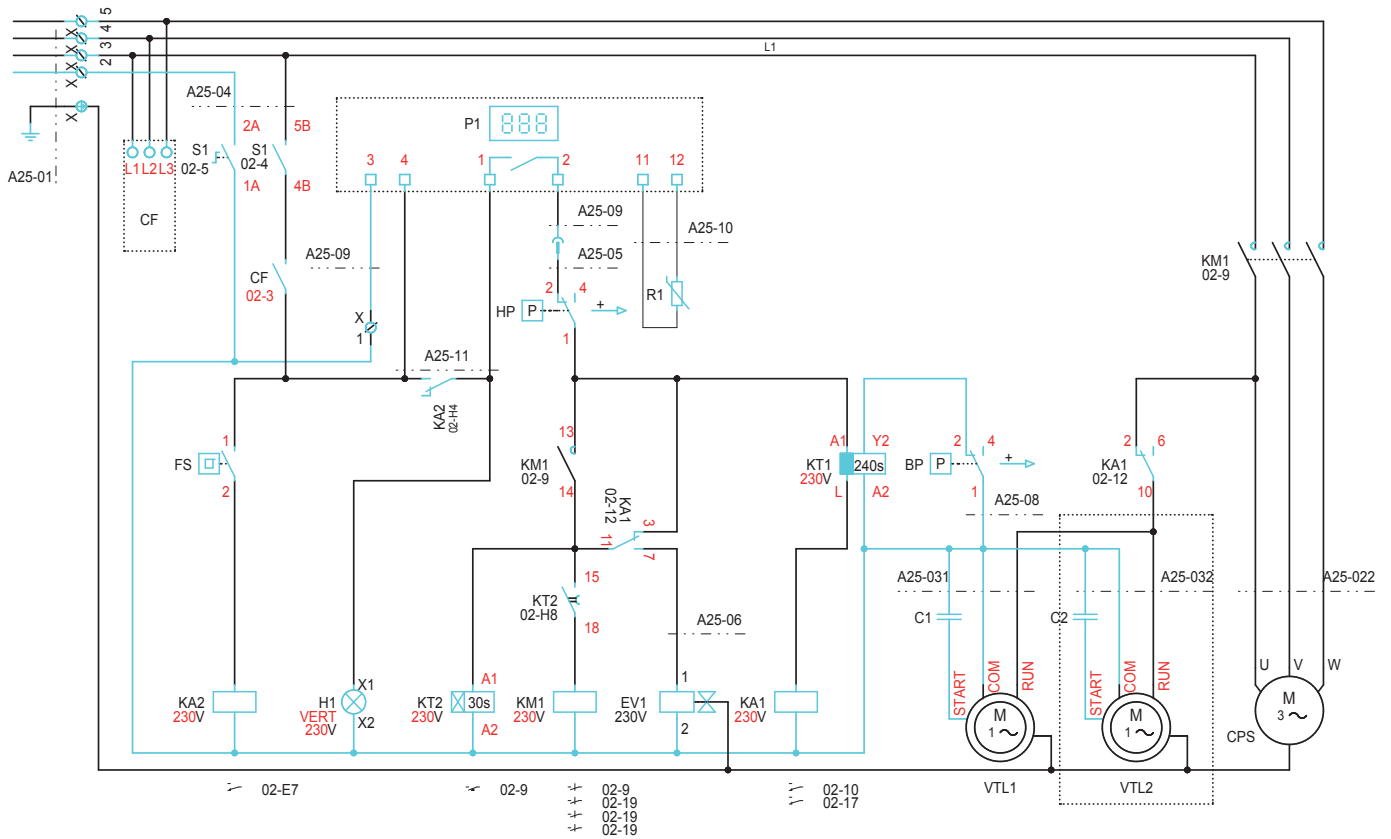 5
4
3
2
X
X
X
X
X
L1
A25-01
L1 L2 L3
CF
A25-04
2A
5B
S1
02-5
S1
02-4
1A
4B
P1
888
3
4
1
2
11
12
A25-09
A25-10
A25-09
A25-05
CF
02-3
X
1
2
4
HP
P
+
1
R1
KM1
02-9
A25-11
KA2
02-H4
1
FS
2
13
KM1
02-9
14
KA1
02-12
3
11
7
A1
Y2
KT1
230V
240s
L
A2
2
4
BP
P
+
1
A25-08
2
6
KA1
02-12
10
15
KT2
02-H8
18
A25-06
A25-031
A25-032
A25-022
C1
C2
START
COM
RUN
START
COM
RUN
U
V
W
KA2
230V
H1
VERT
230V
X1
X2
KT2
230V
A1
30s
A2
KM1
230V
EV1
230V
1
2
KA1
230V
M
1
M
1
M
3
CPS
VTL1
VTL2
02-E7
02-9
02-9
02-19
02-19
02-19
02-10
02-17